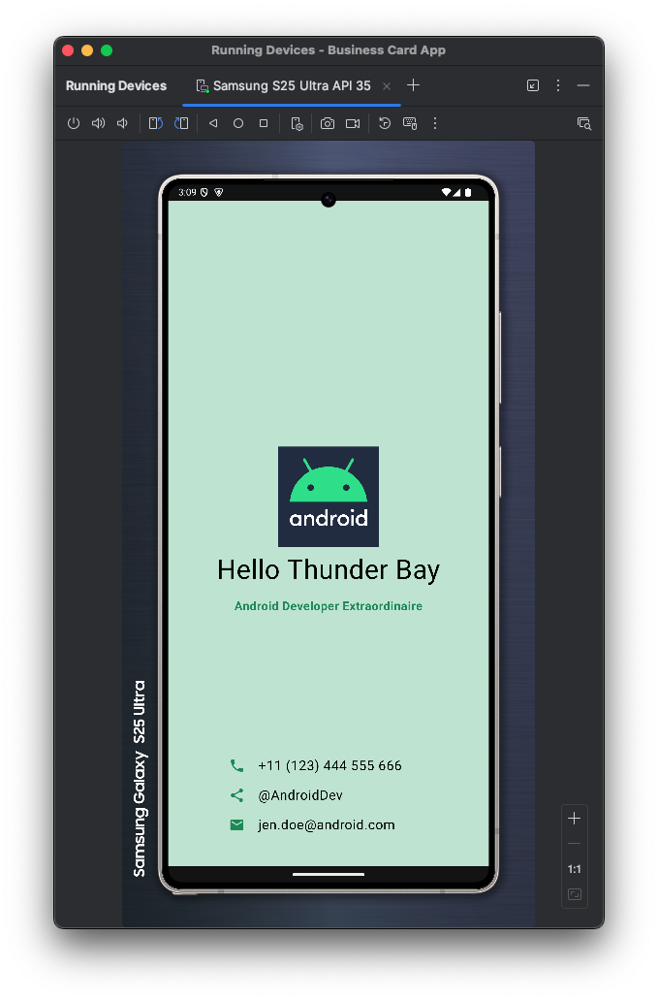 Running Devices - Business Card App
Running Devices
Samsung S25 Ultra API 35
3:09
android
Hello Thunder Bay
Android Developer Extraordinaire
+11 (123) 444 555 666
@AndroidDev
jen.doe@android.com
Samsung Galaxy S25 Ultra
1:1